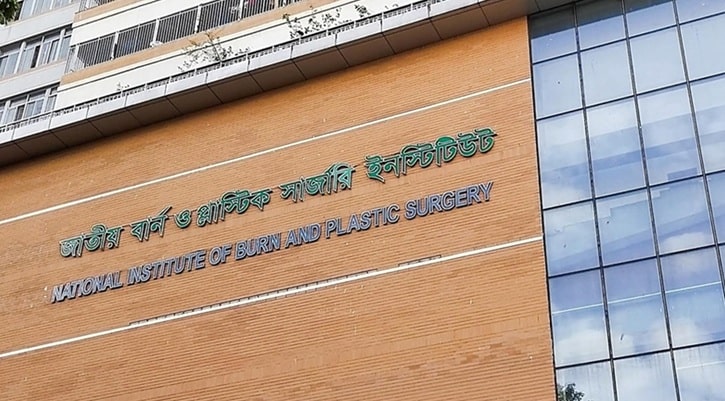 জাতীয় বার্ন ও প্লাস্টিক সার্জারি ইনস্টিটিউট
NATIONAL INSTITUTE OF BURN AND PLASTIC SURGERY